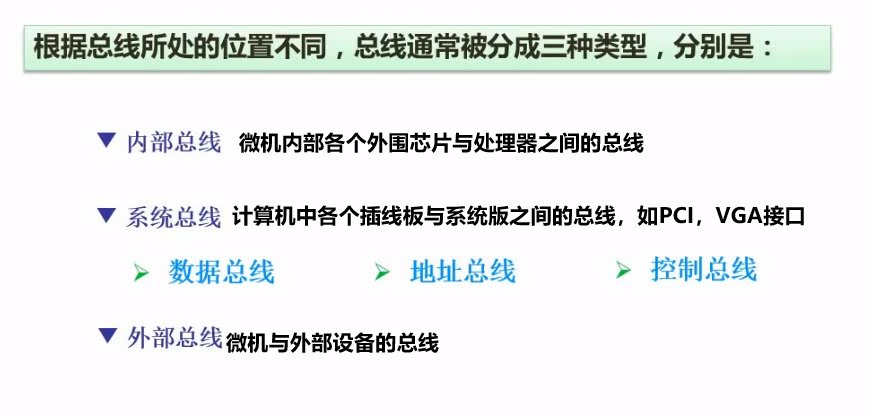 根据总线所处的位置不同，总线通常被分成三种类型，分别是：
内部总线 微机内部各个外围芯片与处理器之间的总线
系统总线 计算机中各个插线板与系统版之间的总线，如PCI，VGA接口
数据总线 地址总线 控制总线
外部总线 微机与外部设备的总线